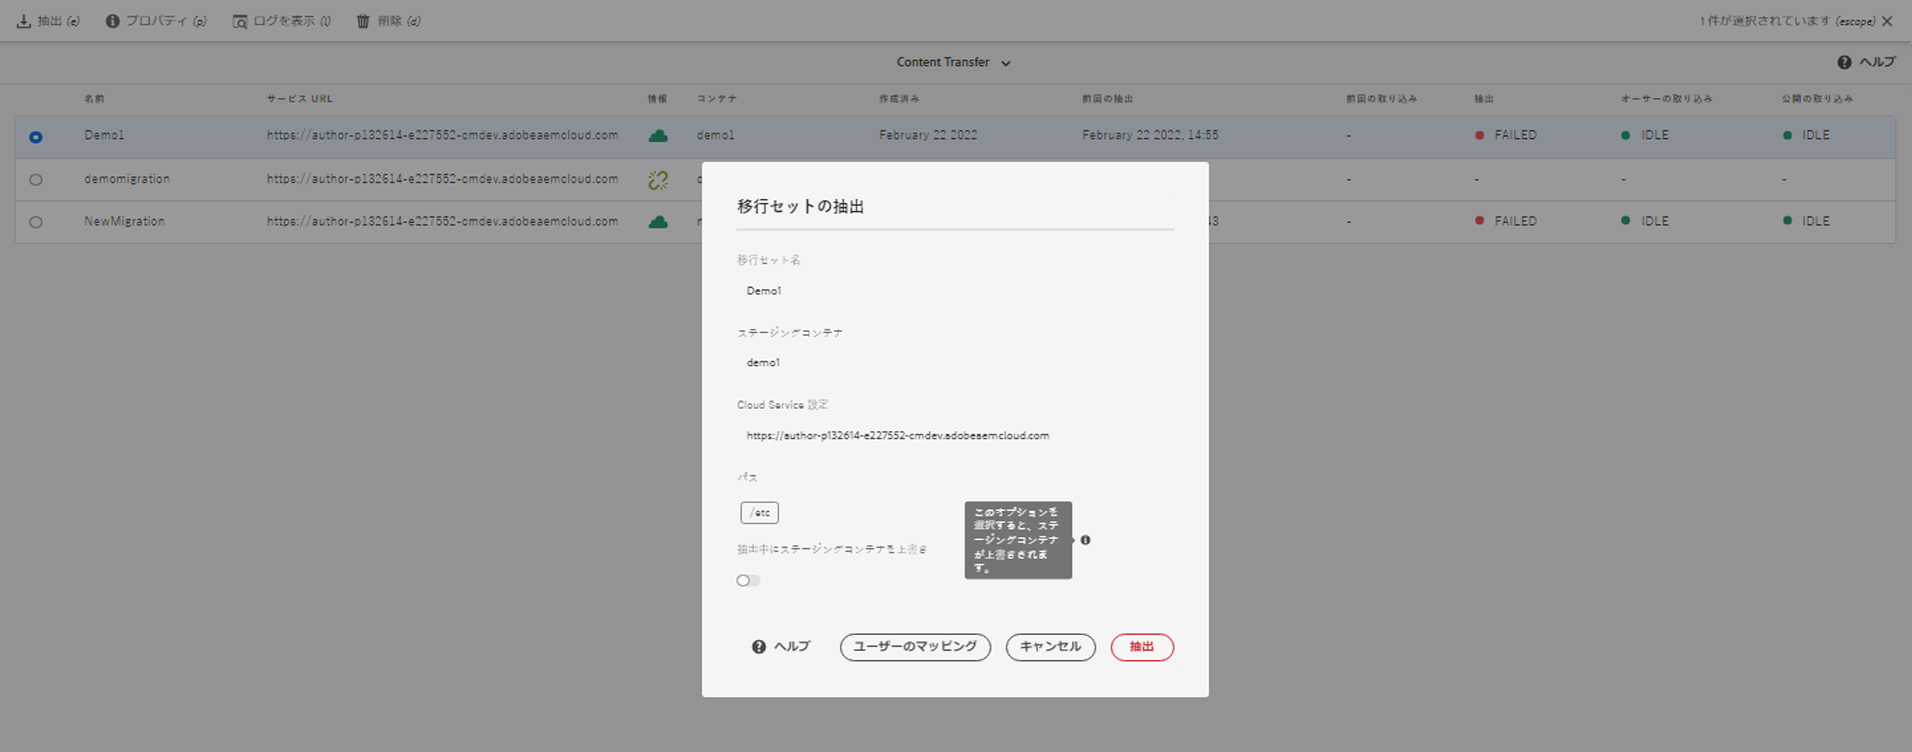 抽出 (e) プロパティ (p) ログを表示 (l) 削除 (d) 1 件が選択されています (escape)
Content Transfer ヘルプ
名前 サービス URL 情報 コンテナ 作成済み 前回の抽出 前回の取り込み 抽出 オーサーの取り込み 公開の取り込み
Demo1 https://author-p132614-e227552-cmdev.adobeaemcloud.com demo1 February 22 2022 February 22 2022, 14:55 - FAILED IDLE IDLE
demomigration https://author-p132614-e227552-cmdev.adobeaemcloud.com - - - -
NewMigration https://author-p132614-e227552-cmdev.adobeaemcloud.com - FAILED IDLE IDLE
移行セットの抽出
移行セット名
Demo1
ステージングコンテナ
demo1
Cloud Service 設定
https://author-p132614-e227552-cmdev.adobeaemcloud.com
パス
/etc
抽出中にステージングコンテナを上書き
このオプションを
選択すると、ステ
ージングコンテナ
が上書きされま
す。
ヘルプ ユーザーのマッピング キャンセル 抽出